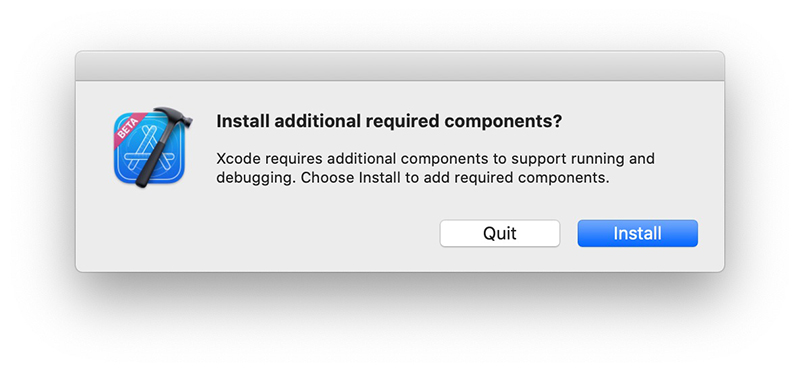 BETA
Install additional required components?
Xcode requires additional components to support running and
debugging. Choose Install to add required components.
Quit
Install